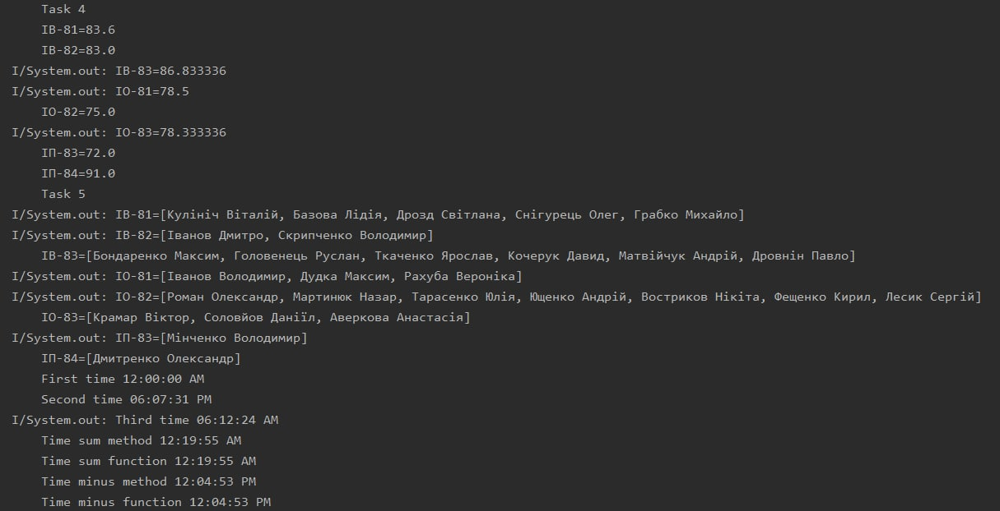 Task 4
ІВ-81=83.6
ІВ-82=83.0
I/System.out: ІВ-83=86.833336
I/System.out: ІО-81=78.5
ІО-82=75.0
I/System.out: ІО-83=78.333336
ІП-83=72.0
ІП-84=91.0
Task 5
I/System.out: ІВ-81=[Кулініч Віталій, Базова Лідія, Дрозд Світлана, Снігурець Олег, Грабко Михайло]
I/System.out: ІВ-82=[Іванов Дмитро, Скрипченко Володимир]
ІВ-83=[Бондаренко Максим, Головенець Руслан, Ткаченко Ярослав, Кочерук Давид, Матвійчук Андрій, Дровнін Павло]
I/System.out: ІО-81=[Іванов Володимир, Дудка Максим, Рахуба Вероніка]
I/System.out: ІО-82=[Роман Олександр, Мартинюк Назар, Тарасенко Юлія, Ющенко Андрій, Востриков Нікіта, Фещенко Кирил, Лесик Сергій]
ІО-83=[Крамар Віктор, Соловйов Даніїл, Аверкова Анастасія]
I/System.out: ІП-83=[Мінченко Володимир]
ІП-84=[Дмитренко Олександр]
First time 12:00:00 AM
Second time 06:07:31 PM
I/System.out: Third time 06:12:24 AM
Time sum method 12:19:55 AM
Time sum function 12:19:55 AM
Time minus method 12:04:53 PM
Time minus function 12:04:53 PM